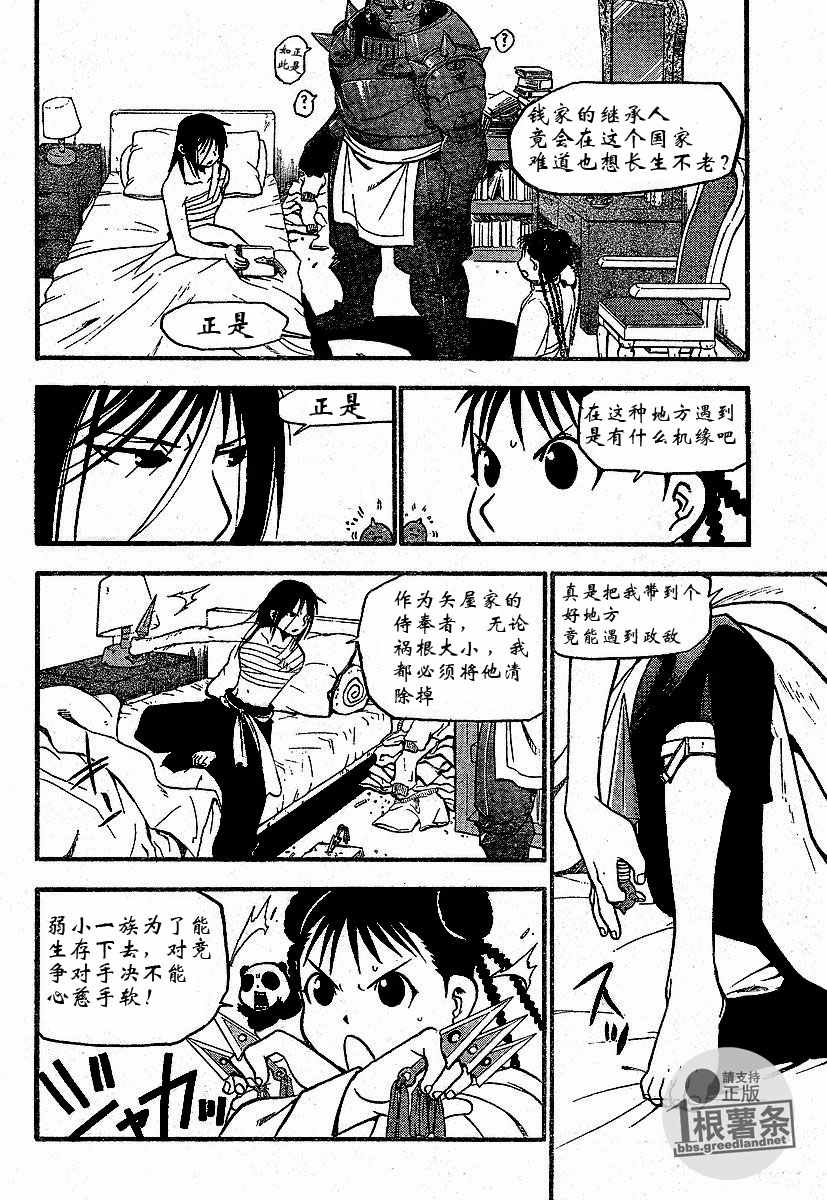 钱家的继承人
竟会在这个国家
难道也想长生不老?
?
如正
此是
?
正是
在这种地方遇到
是有什么机缘吧
正是
真是把我带到个
好地方
竟能遇到政敌
作为矢屋家的
侍奉者，无论
祸根大小，我
都必须将他清
除掉
弱小一族为了能
生存下去，对竞
争对手决不能
心慈手软！
ジャカ
請支持
正版
1根薯条
bbs.greedland.net